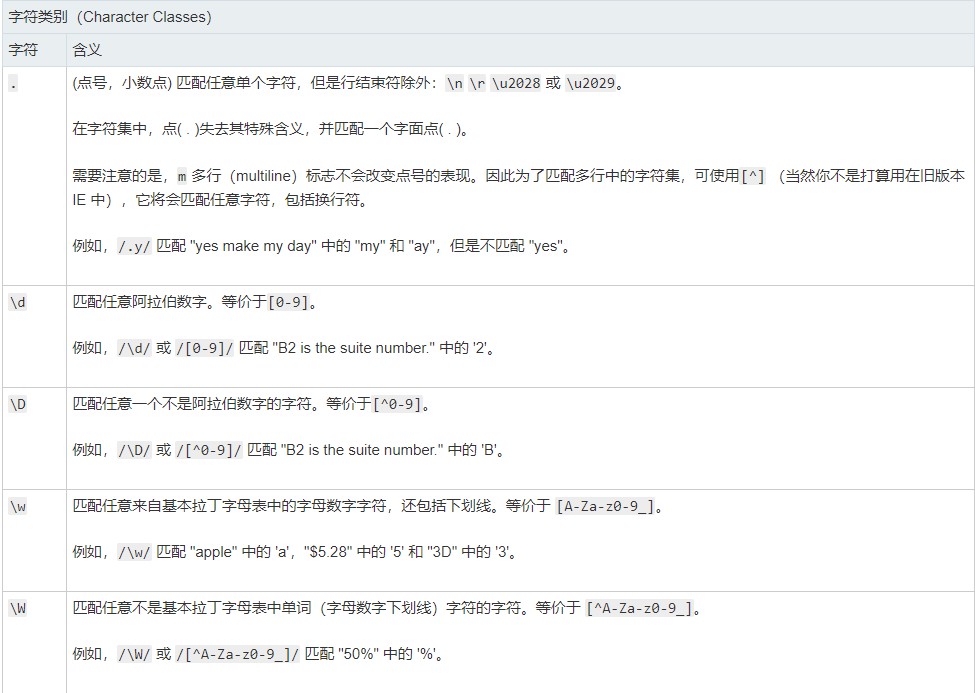 字符类别（Character Classes）
字符 含义
. (点号，小数点) 匹配任意单个字符，但是行结束符除外：\n \r \u2028 或 \u2029。
在字符集中，点( . )失去其特殊含义，并匹配一个字面点( . )。
需要注意的是，m 多行（multiline）标志不会改变点号的表现。因此为了匹配多行中的字符集，可使用[^] （当然你不是打算用在旧版本
IE 中），它将会匹配任意字符，包括换行符。
例如，/.y/ 匹配 "yes make my day" 中的 "my" 和 "ay"，但是不匹配 "yes"。
\d 匹配任意阿拉伯数字。等价于[0-9]。
例如，/\d/ 或 /[0-9]/ 匹配 "B2 is the suite number." 中的 '2'。
\D 匹配任意一个不是阿拉伯数字的字符。等价于[^0-9]。
例如，/\D/ 或 /[^0-9]/ 匹配 "B2 is the suite number." 中的 'B'。
\w 匹配任意来自基本拉丁字母表中的字母数字字符，还包括下划线。等价于 [A-Za-z0-9_]。
例如，/\w/ 匹配 "apple" 中的 'a'，"$5.28" 中的 '5' 和 "3D" 中的 '3'。
\W 匹配任意不是基本拉丁字母表中单词（字母数字下划线）字符的字符。等价于 [^A-Za-z0-9_]。
例如，/\W/ 或 /[^A-Za-z0-9_]/ 匹配 "50%" 中的 '%'。